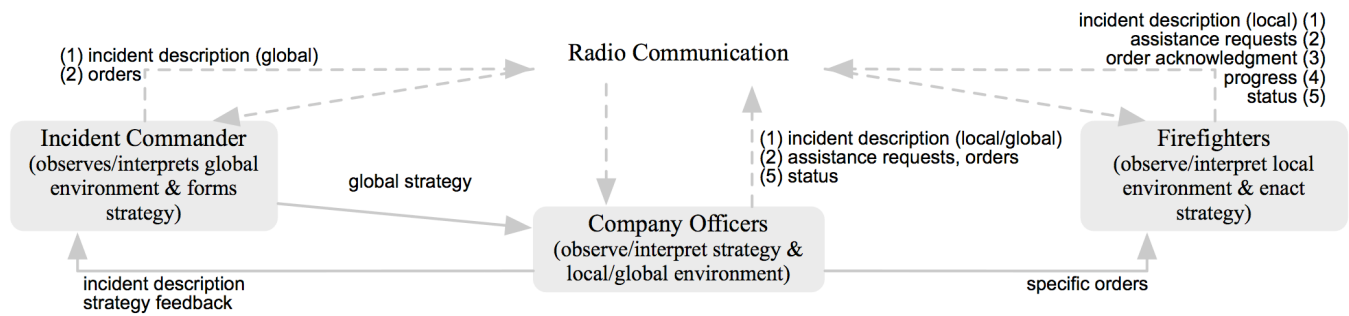 (1) incident description (global)
(2) orders
Radio Communication
incident description (local) (1)
assistance requests (2)
order acknowledgment (3)
progress (4)
status (5)
Incident Commander
(observes/interprets global
environment & forms
strategy)
global strategy
(1) incident description (local/global)
(2) assistance requests, orders
(5) status
Firefighters
(observe/interpret local
environment & enact
strategy)
Company Officers
(observe/interpret strategy &
local/global environment)
incident description
strategy feedback
specific orders